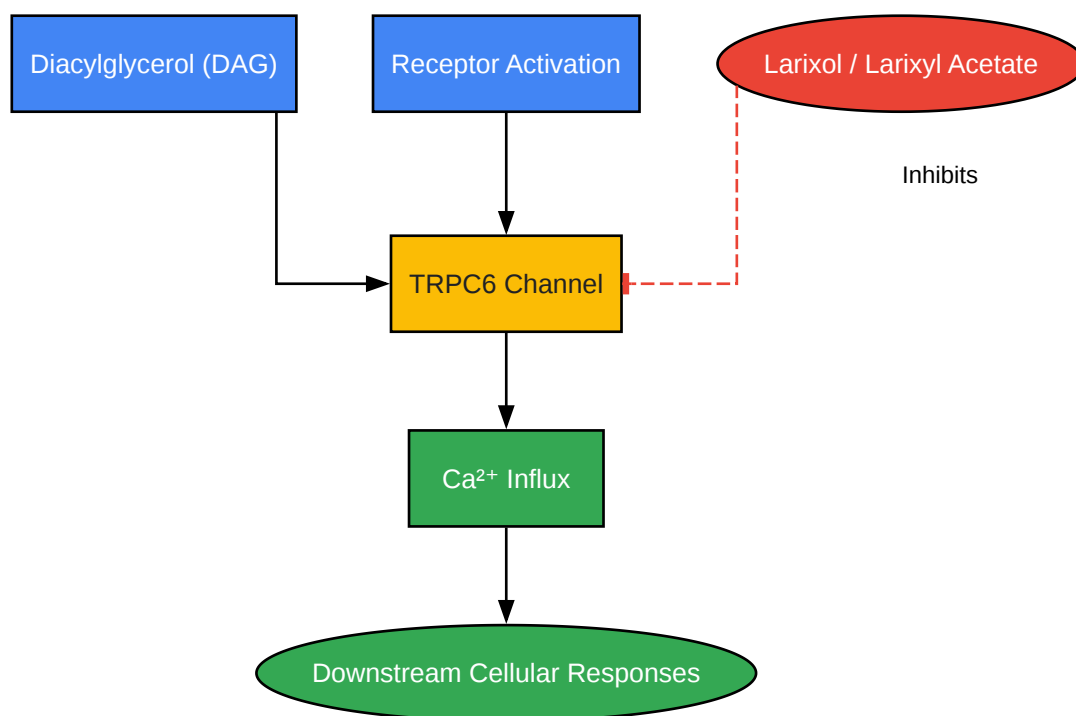 Diacylglycerol (DAG)
Receptor Activation
Larixol / Larixyl Acetate
Inhibits
TRPC6 Channel
Ca²⁺ Influx
Downstream Cellular Responses